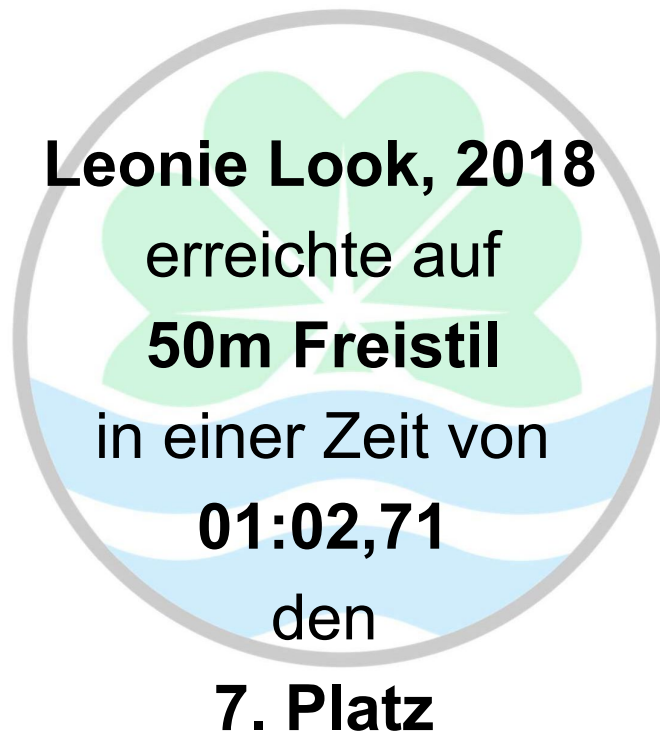 Leonie Look, 2018
erreichte auf
50m Freistil
in einer Zeit von
01:02,71
den
7. Platz